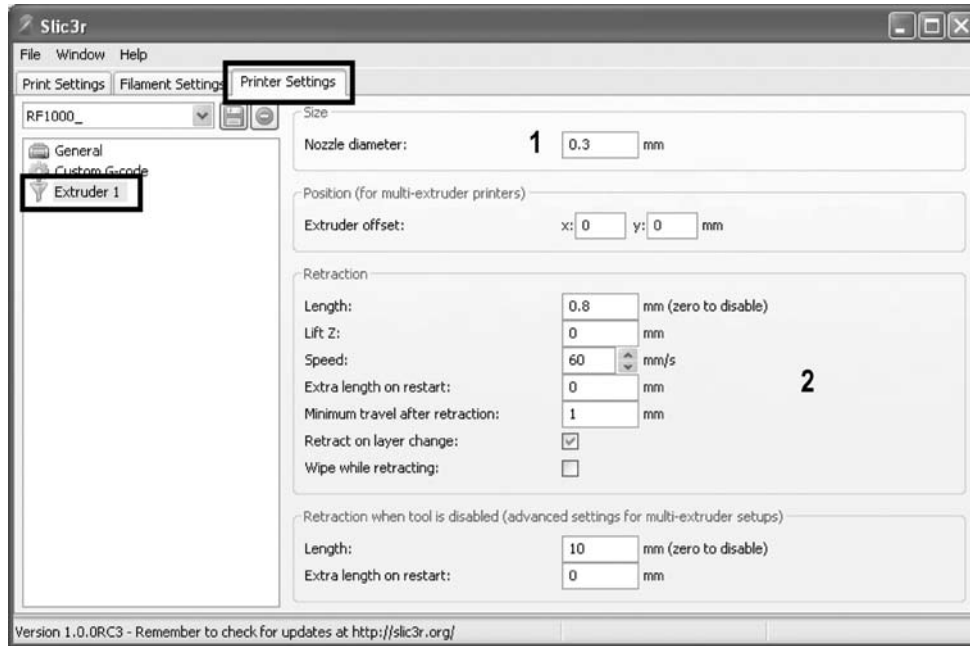 Slic3r
File Window Help
Print Settings Filament Settings Printer Settings
RF1000_
General
Custom G-code
Extruder 1
Size
Nozzle diameter: 1 0.3 mm
Position (for multi-extruder printers)
Extruder offset: x: 0 y: 0 mm
Retraction
Length: 0.8 mm (zero to disable)
Lift Z: 0 mm
Speed: 60 mm/s
2
Extra length on restart: 0 mm
Minimum travel after retraction: 1 mm
Retract on layer change:
Wipe while retracting:
Retraction when tool is disabled (advanced settings for multi-extruder setups)
Length: 10 mm (zero to disable)
Extra length on restart: 0 mm
Version 1.0.0RC3 - Remember to check for updates at http://slic3r.org/